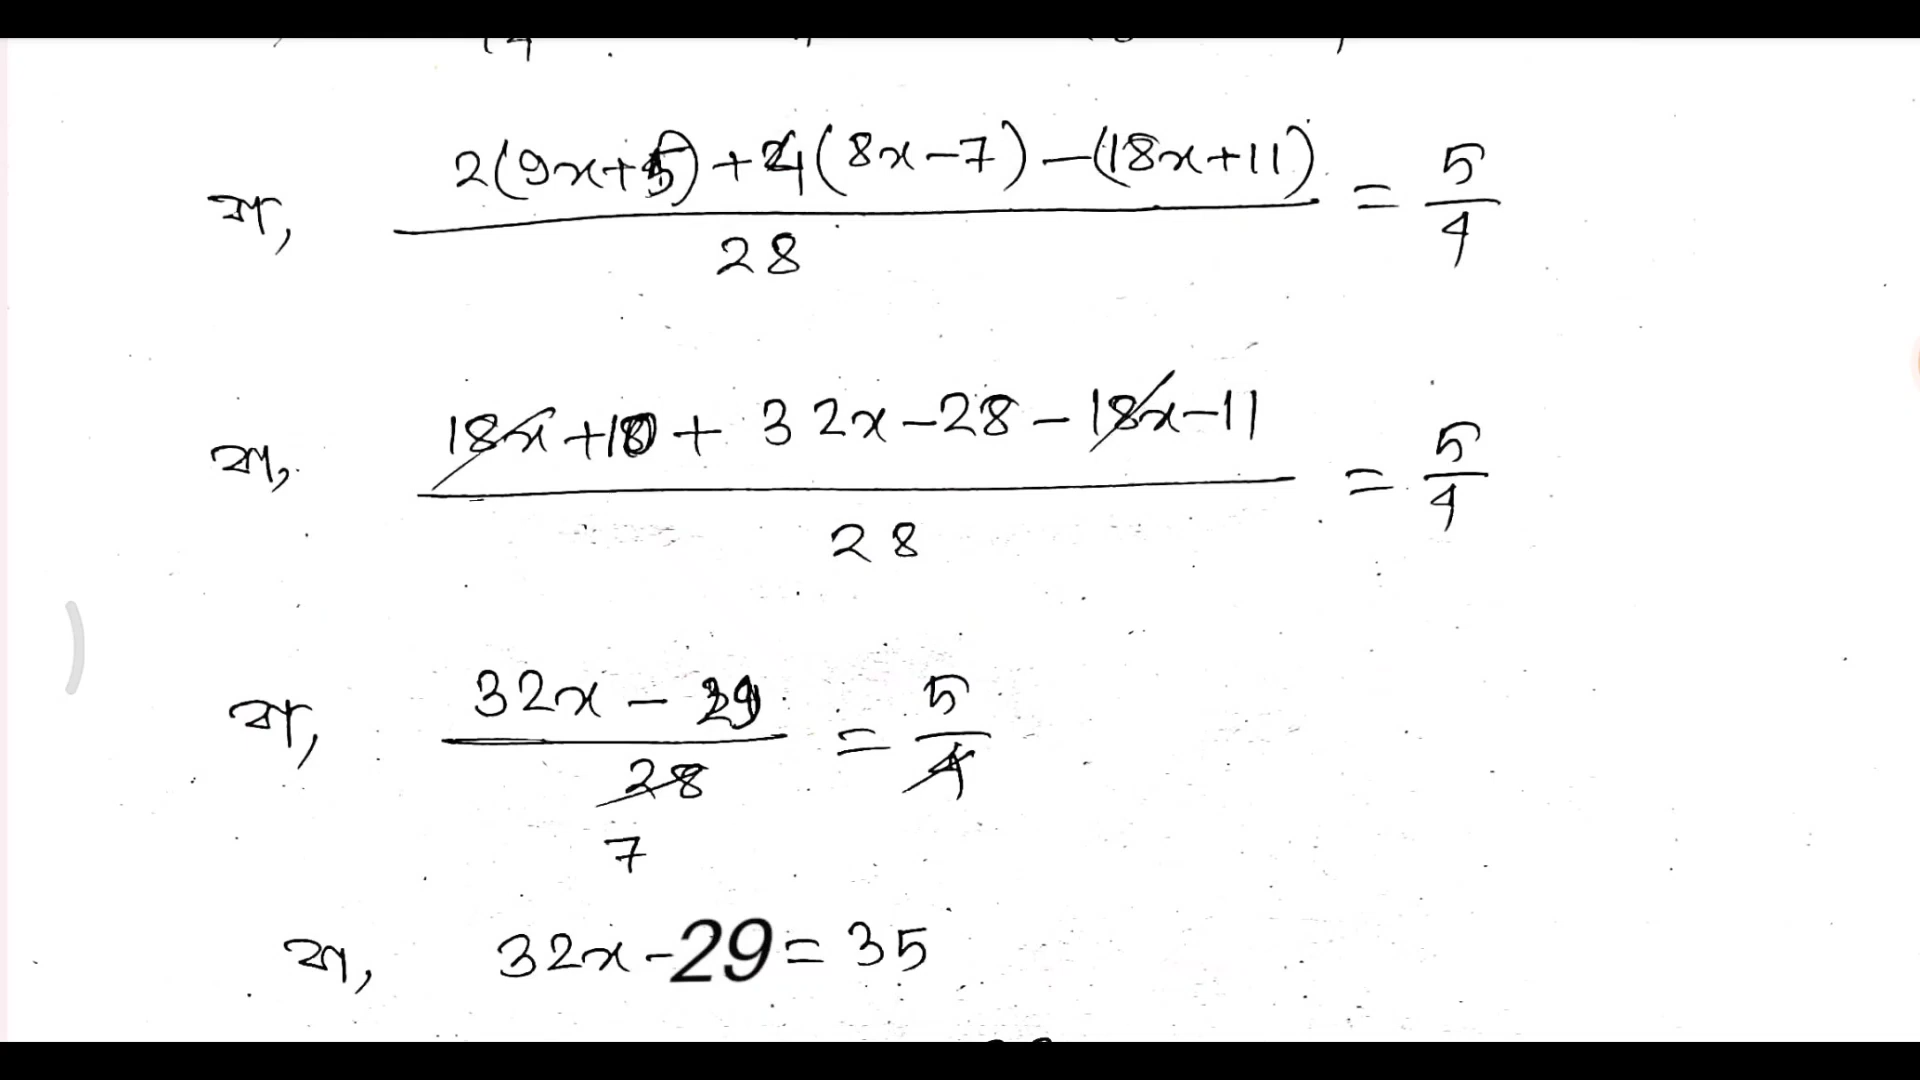 বা, (2(9x+5)+4(8x-7)-(18x+11))/28 = 5/4
বা, (18x+10+32x-28-18x-11)/28 = 5/4
বা, (32x-29)/28 = 5/4
7
বা, 32x-29=35